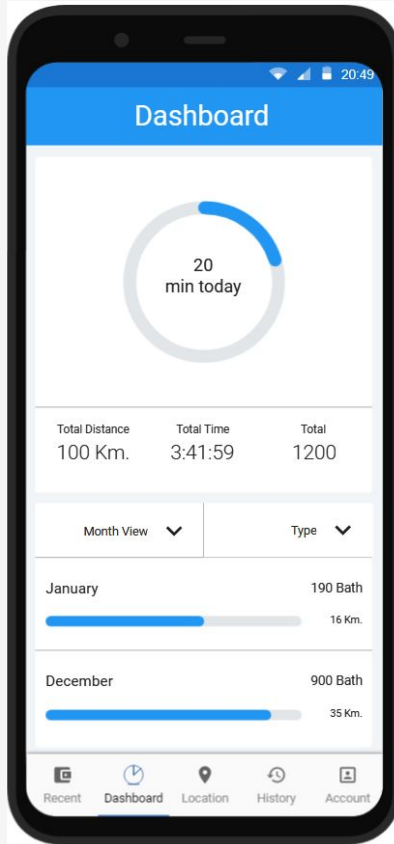 20:49
Dashboard
20
min today
Total Distance
100 Km.
Total Time
3:41:59
Total
1200
Month View
Type
January
190 Bath
16 Km.
December
900 Bath
35 Km.
Recent
Dashboard
Location
History
Account